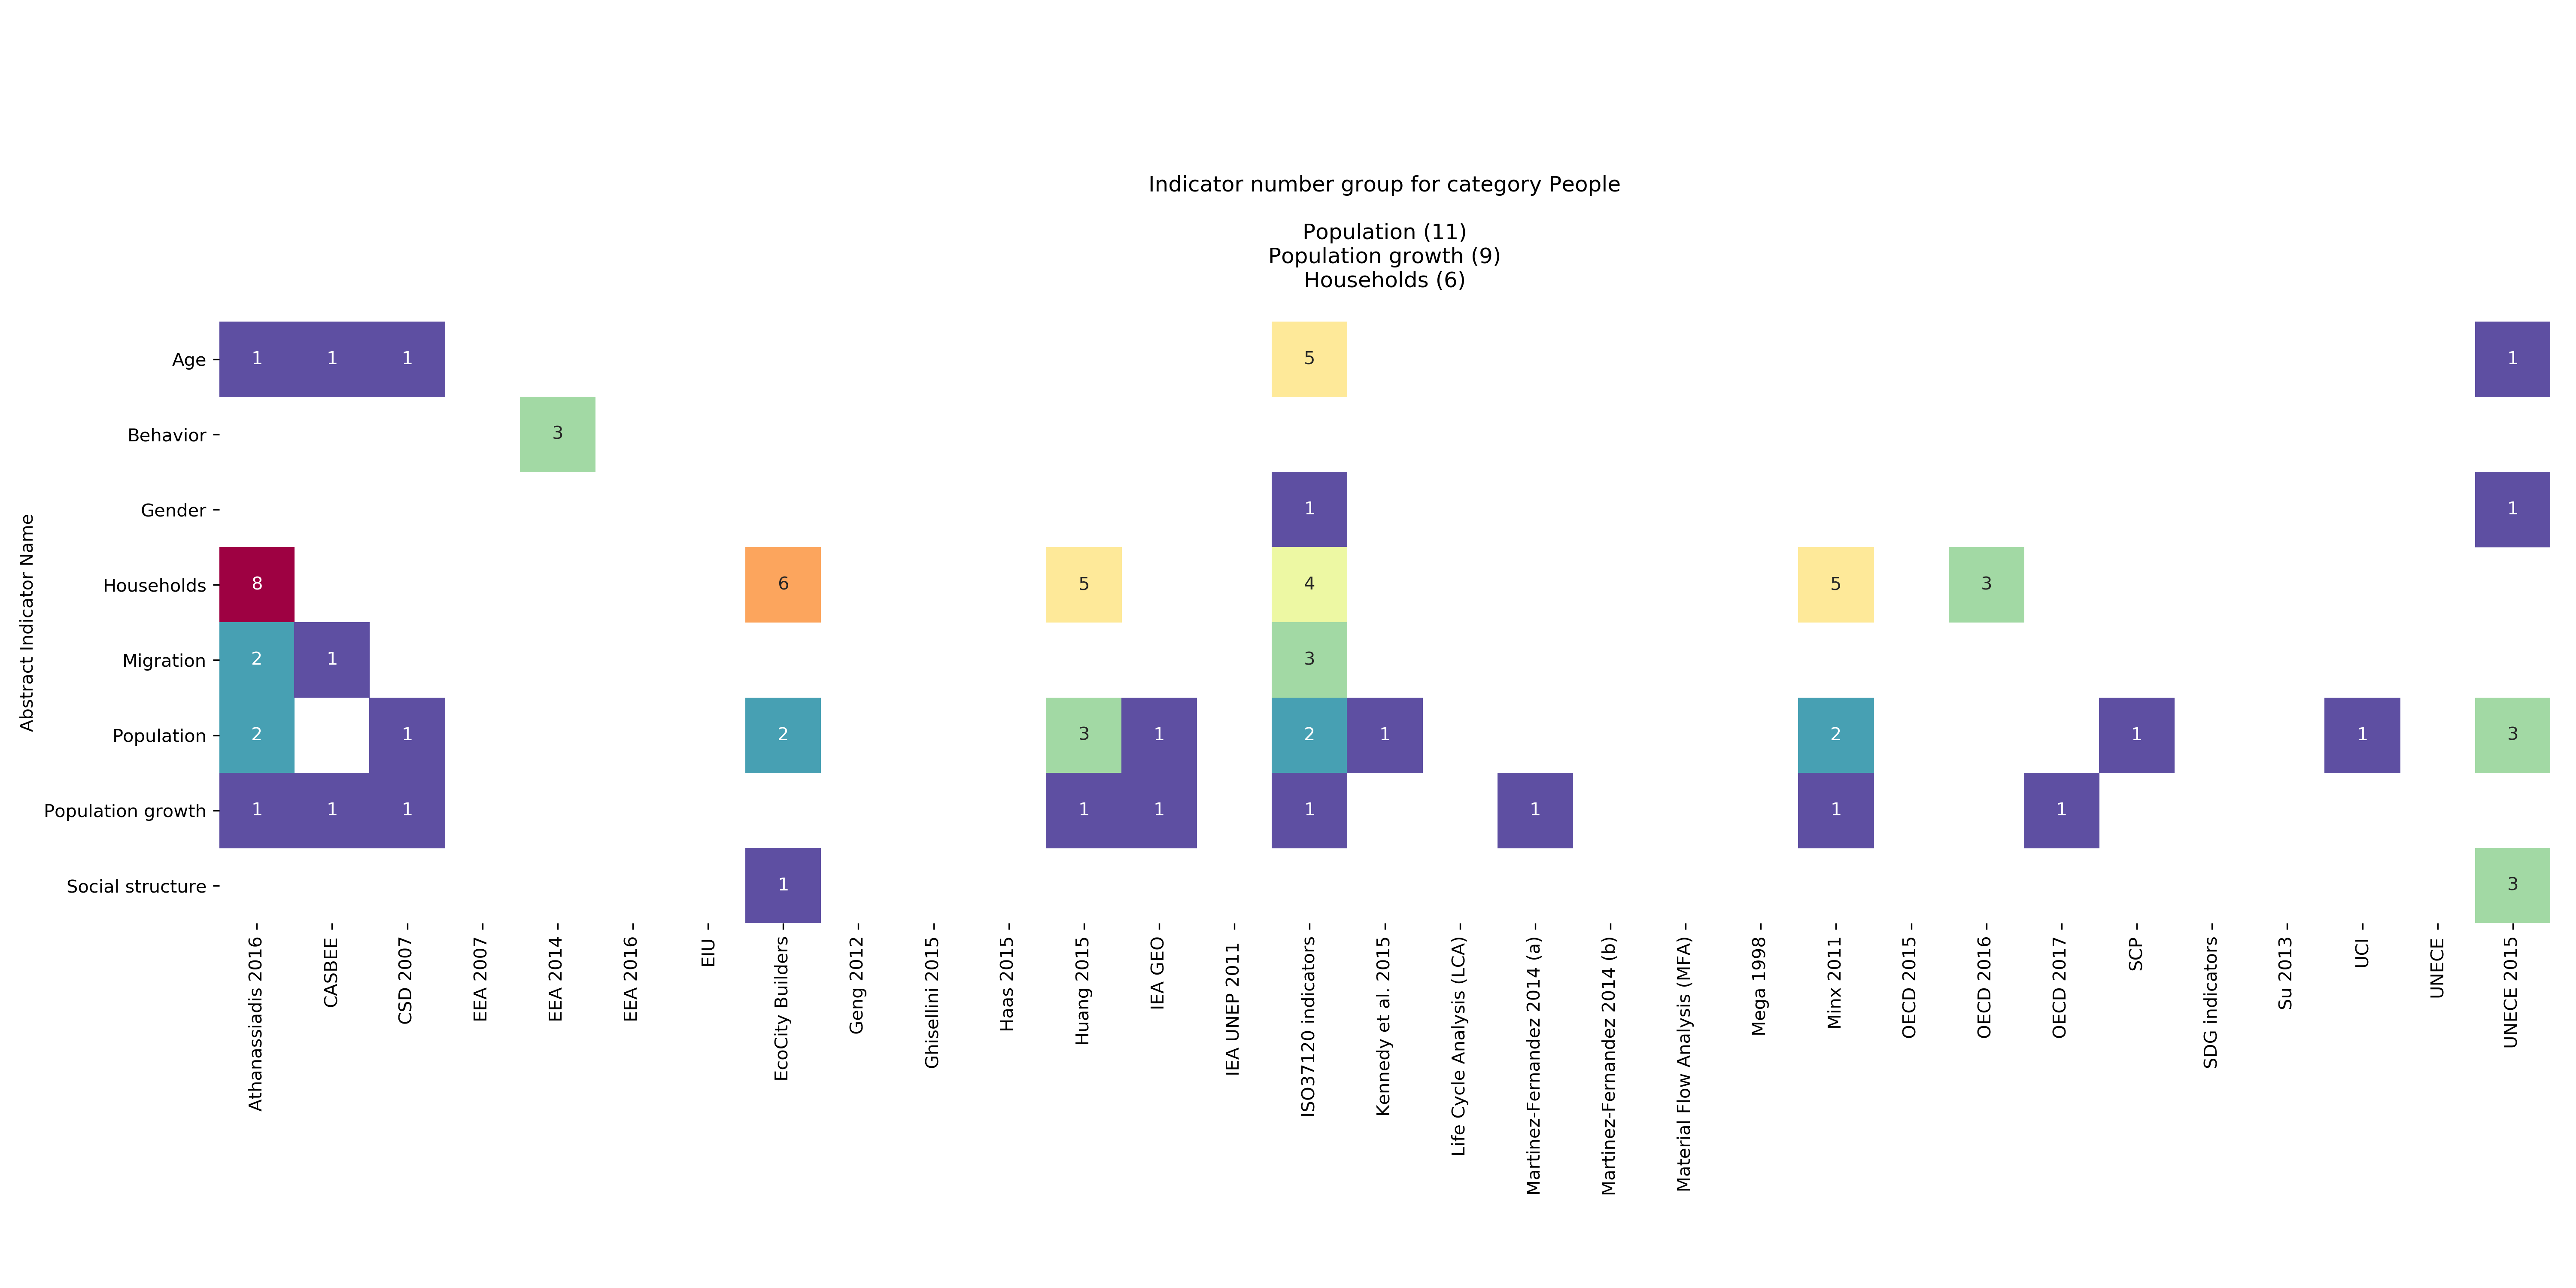 Indicator number group for category People
Population (11)
Population growth (9)
Households (6)
Abstract Indicator Name
Age 1 1 1 5 1
Behavior 3
Gender 1 1
Households 8 6 5 4 5 3
Migration 2 1 3
Population 2 1 2 3 1 2 1 2 1 1 3
Population growth 1 1 1 1 1 1 1 1 1
Social structure 1 3
Athanassiadis 2016
CASBEE
CSD 2007
EEA 2007
EEA 2014
EEA 2016
EIU
EcoCity Builders
Geng 2012
Ghisellini 2015
Haas 2015
Huang 2015
IEA GEO
IEA UNEP 2011
ISO37120 indicators
Kennedy et al. 2015
Life Cycle Analysis (LCA)
Martinez-Fernandez 2014 (a)
Martinez-Fernandez 2014 (b)
Material Flow Analysis (MFA)
Mega 1998
Minx 2011
OECD 2015
OECD 2016
OECD 2017
SCP
SDG indicators
Su 2013
UCI
UNECE
UNECE 2015